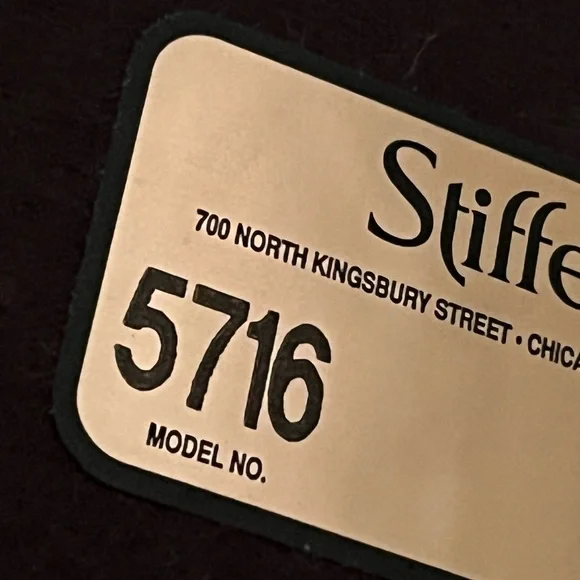 Stiffe
700 NORTH KINGSBURY STREET • CHICA
5716
MODEL NO.